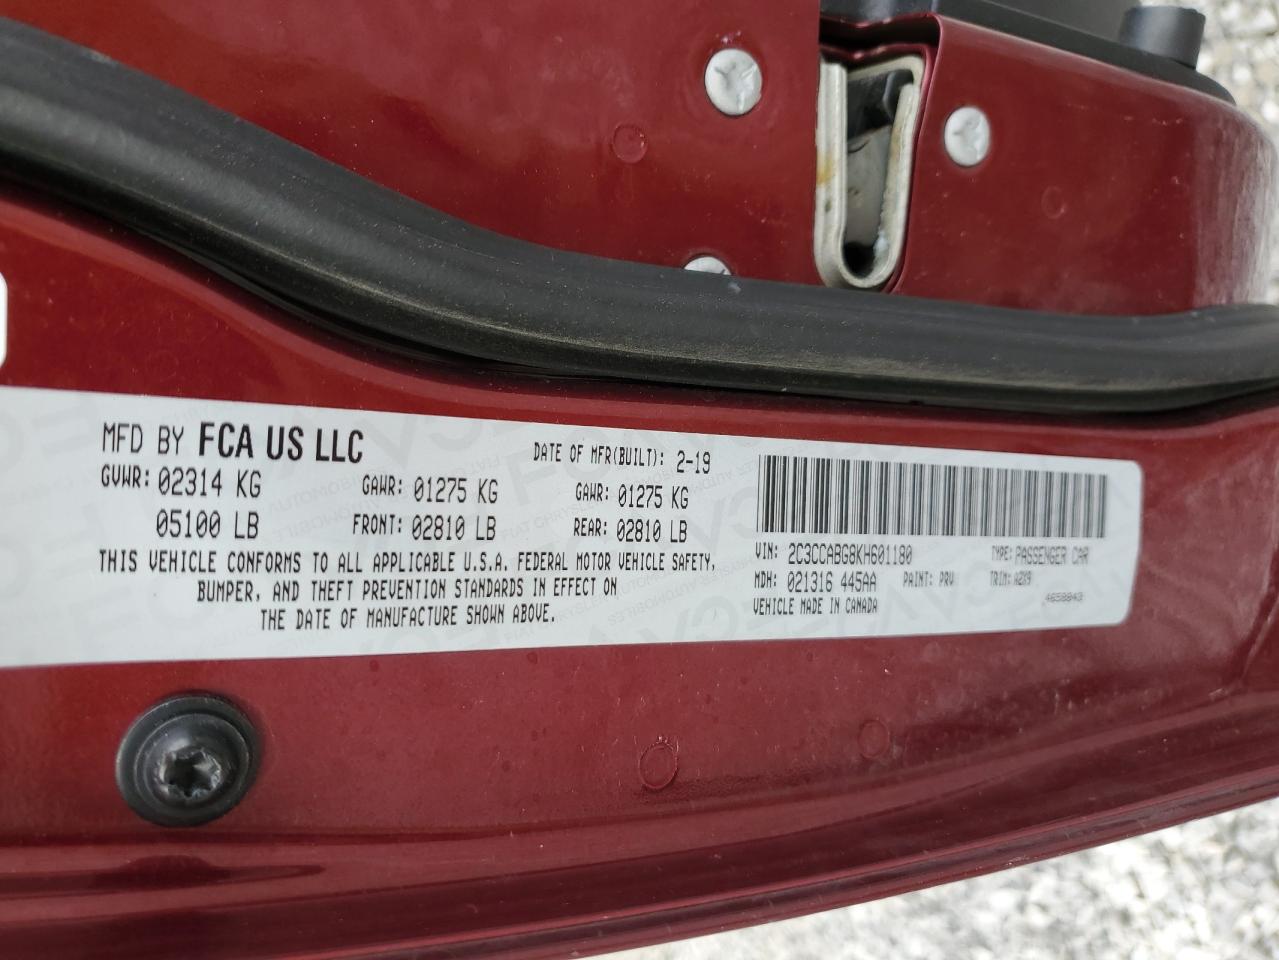 MFD BY FCA US LLC DATE OF MFR(BUILT): 2-19
GVWR: 02314 KG GAWR: 01275 KG GAWR: 01275 KG
05100 LB FRONT: 02810 LB REAR: 02810 LB
THIS VEHICLE CONFORMS TO ALL APPLICABLE U.S.A. FEDERAL MOTOR VEHICLE SAFETY,
BUMPER, AND THEFT PREVENTION STANDARDS IN EFFECT ON
THE DATE OF MANUFACTURE SHOWN ABOVE.
VIN: 2C3CCABG8KH601180 TYPE: PASSENGER CAR
MDH: 021316 445AA PAINT: PRV TRIM: A2X9
VEHICLE MADE IN CANADA 4658843